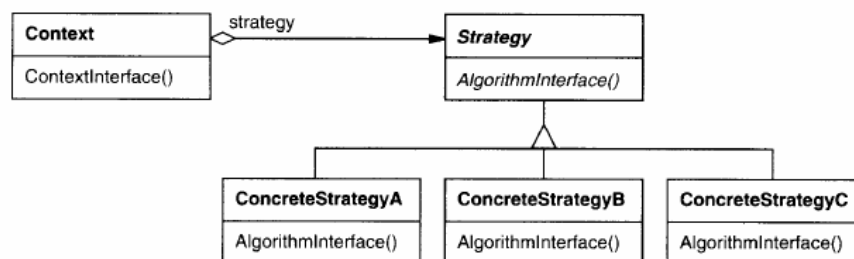 Context
strategy
Strategy
ContextInterface()
AlgorithmInterface()
ConcreteStrategyA
ConcreteStrategyB
ConcreteStrategyC
AlgorithmInterface()
AlgorithmInterface()
AlgorithmInterface()